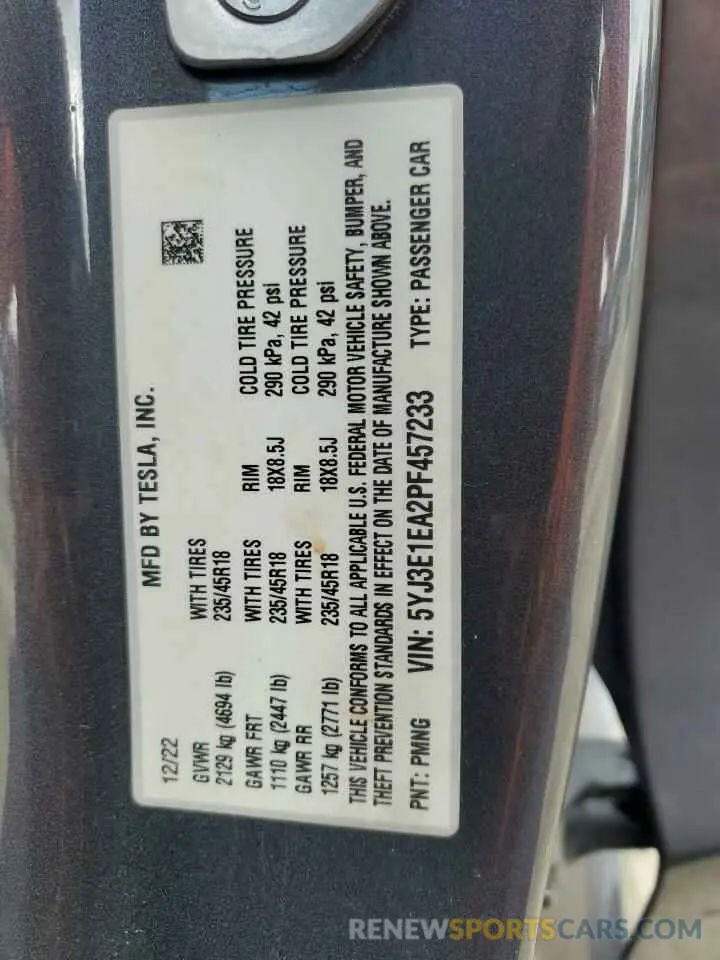 12/22 MFD BY TESLA, INC.
GVWR WITH TIRES
2129 kg (4694 lb) 235/45R18
GAWR FRT WITH TIRES RIM COLD TIRE PRESSURE
1110 kg (2447 lb) 235/45R18 18X8.5J 290 kPa, 42 psi
GAWR RR WITH TIRES RIM COLD TIRE PRESSURE
1257 kg (2771 lb) 235/45R18 18X8.5J 290 kPa, 42 psi
THIS VEHICLE CONFORMS TO ALL APPLICABLE U.S. FEDERAL MOTOR VEHICLE SAFETY, BUMPER, AND
THEFT PREVENTION STANDARDS IN EFFECT ON THE DATE OF MANUFACTURE SHOWN ABOVE.
PNT: PMNG VIN: 5YJ3E1EA2PF457233 TYPE: PASSENGER CAR
RENEWSPORTSCARS.COM